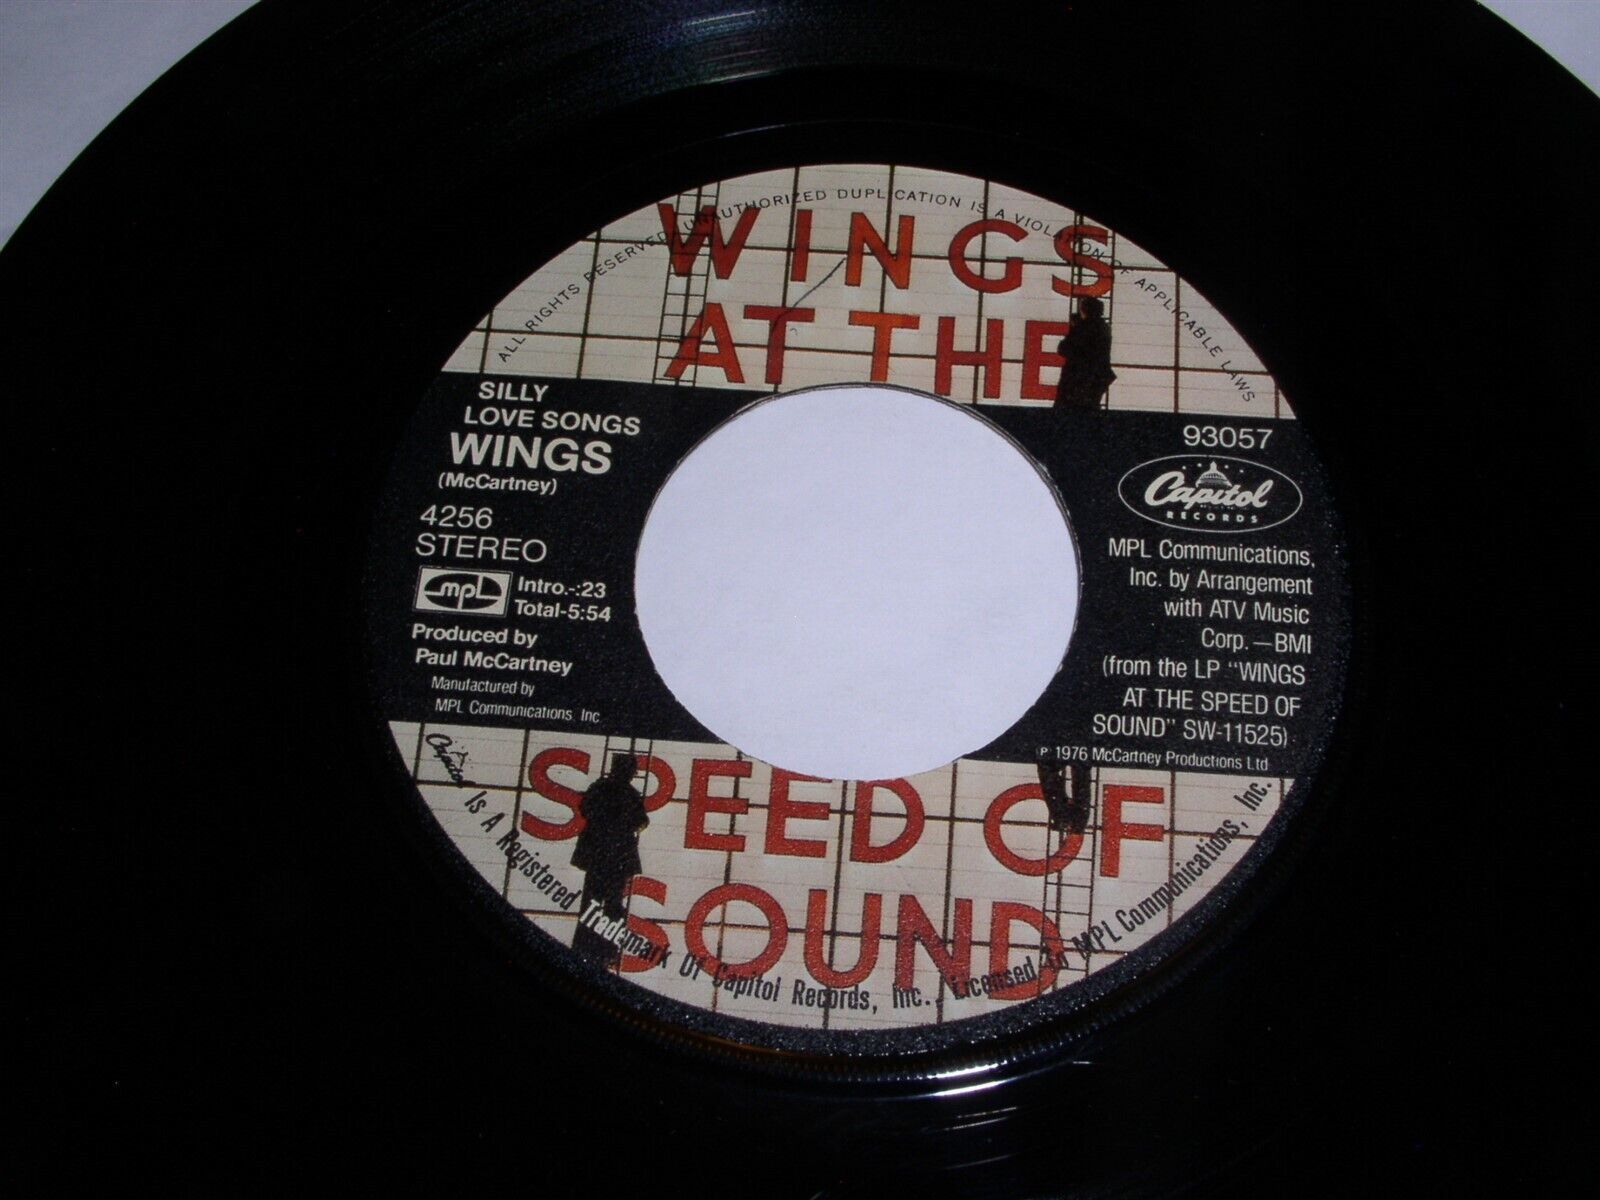 ALL RIGHTS RESERVED. UNAUTHORIZED DUPLICATION IS A VIOLATION OF APPLICABLE LAWS
WINGS
AT THE
SILLY
LOVE SONGS
WINGS
(McCartney)
4256
STEREO
mpl
Intro.-:23
Total-5:54
Produced by
Paul McCartney
Manufactured by
MPL Communications, Inc
93057
Capitol
RECORDS
MPL Communications,
Inc. by Arrangement
with ATV Music
Corp.—BMI
(from the LP "WINGS
AT THE SPEED OF
SOUND" SW-11525)
℗ 1976 McCartney Productions Ltd
SPEED OF
SOUND
Capitol Is A Registered Trademark Of Capitol Records, Inc., Licensed To MPL Communications, Inc.